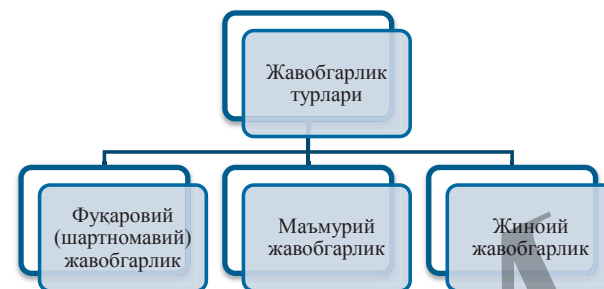 Жавобгарлик
турлари
Фуқаровий
(шартномавий)
жавобгарлик
Маъмурий
жавобгарлик
Жиноий
жавобгарлик